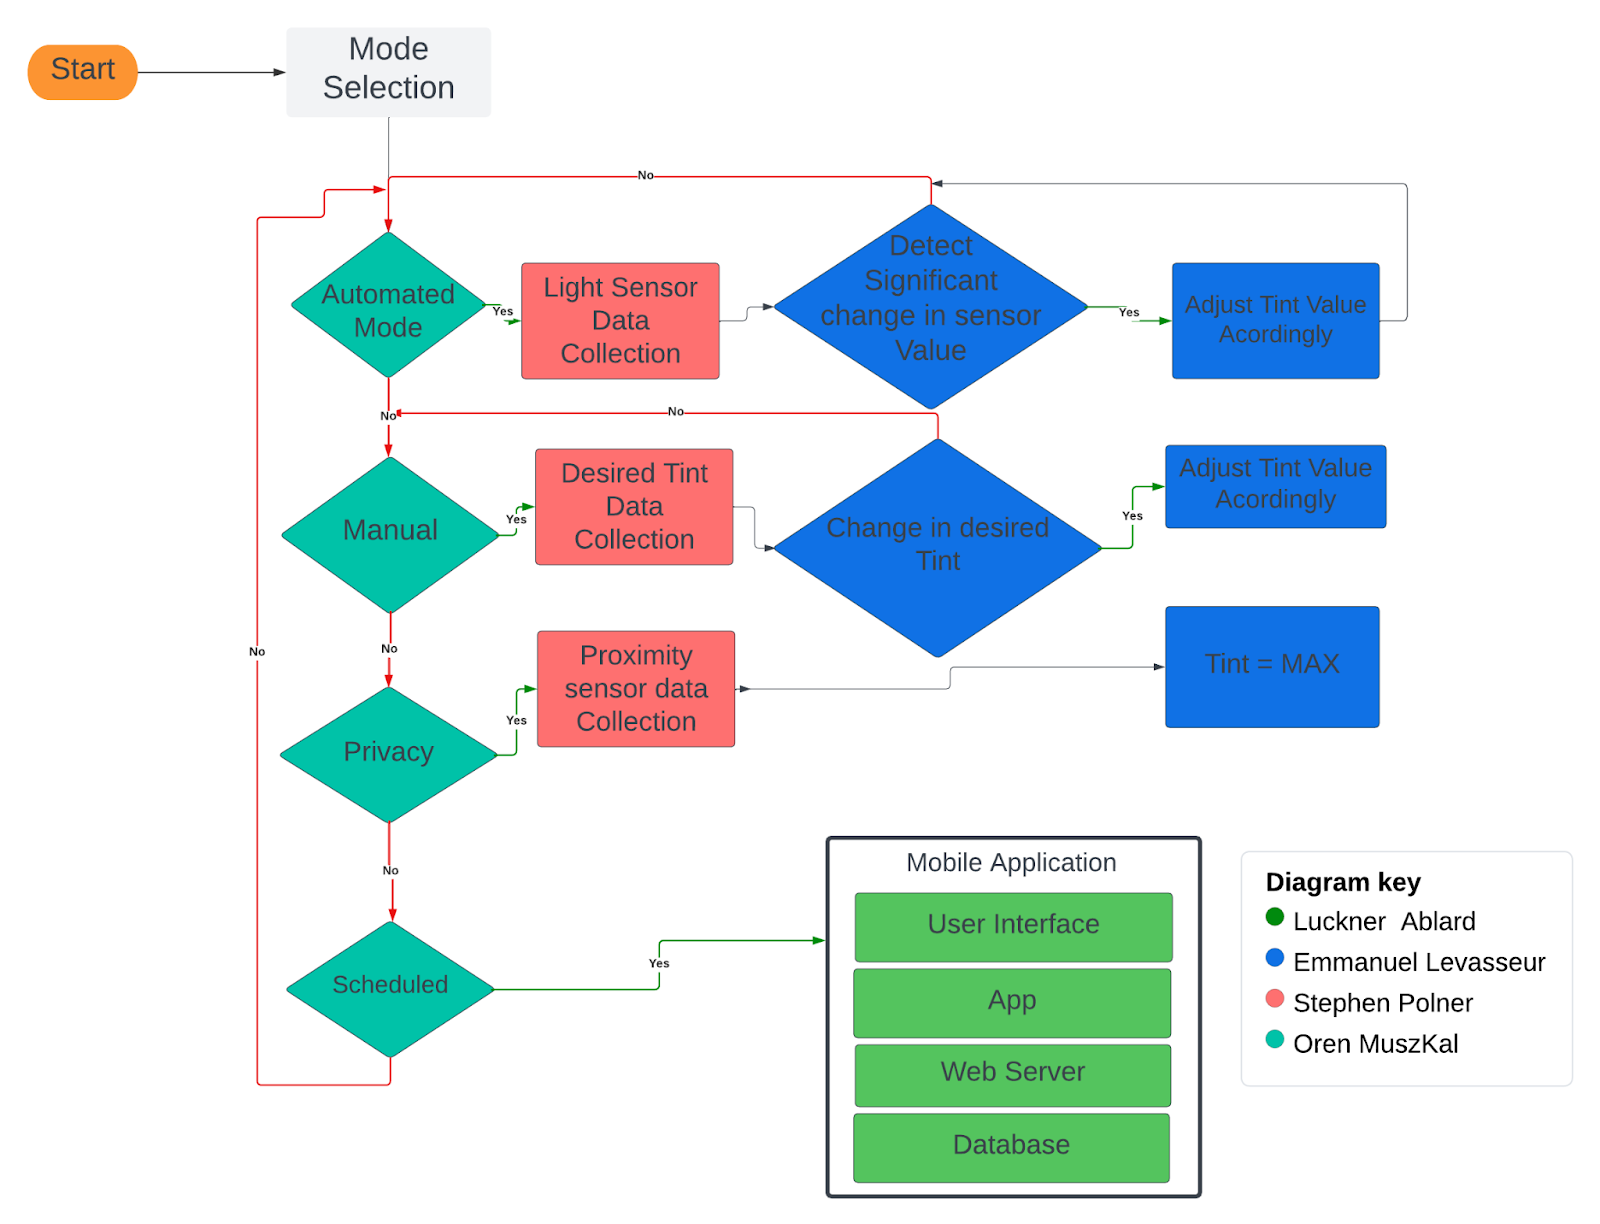 Start
Mode
Selection
No
Automated
Mode
Yes
Light Sensor
Data
Collection
Detect
Significant
change in sensor
Value
Yes
Adjust Tint Value
Acordingly
No
No
Manual
Yes
Desired Tint
Data
Collection
Change in desired
Tint
Yes
Adjust Tint Value
Acordingly
No
No
Privacy
Yes
Proximity
sensor data
Collection
Tint = MAX
No
Scheduled
Yes
Mobile Application
User Interface
App
Web Server
Database
Diagram key
Luckner  Ablard
Emmanuel Levasseur
Stephen Polner
Oren MuszKal